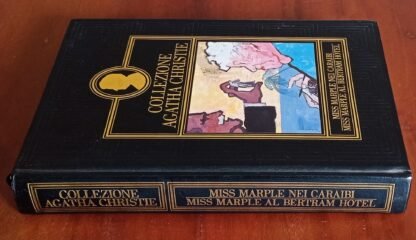 COLLEZIONE
AGATHA CHRISTIE
MISS MARPLE NEI CARAIBI
MISS MARPLE AL BERTRAM HOTEL
COLLEZIONE
AGATHA CHRISTIE
MISS MARPLE NEI CARAIBI
MISS MARPLE AL BERTRAM HOTEL